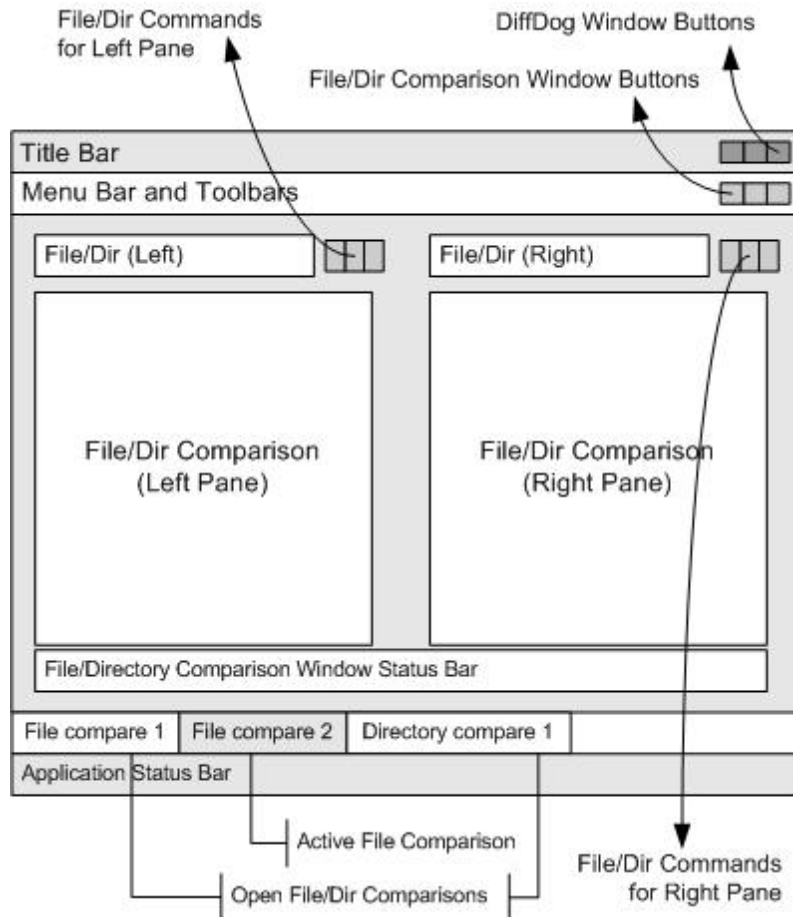 File/Dir Commands
for Left Pane
DiffDog Window Buttons
File/Dir Comparison Window Buttons
Title Bar
Menu Bar and Toolbars
File/Dir (Left)
File/Dir (Right)
File/Dir Comparison
(Left Pane)
File/Dir Comparison
(Right Pane)
File/Directory Comparison Window Status Bar
File compare 1
File compare 2
Directory compare 1
Application Status Bar
Active File Comparison
Open File/Dir Comparisons
File/Dir Commands
for Right Pane